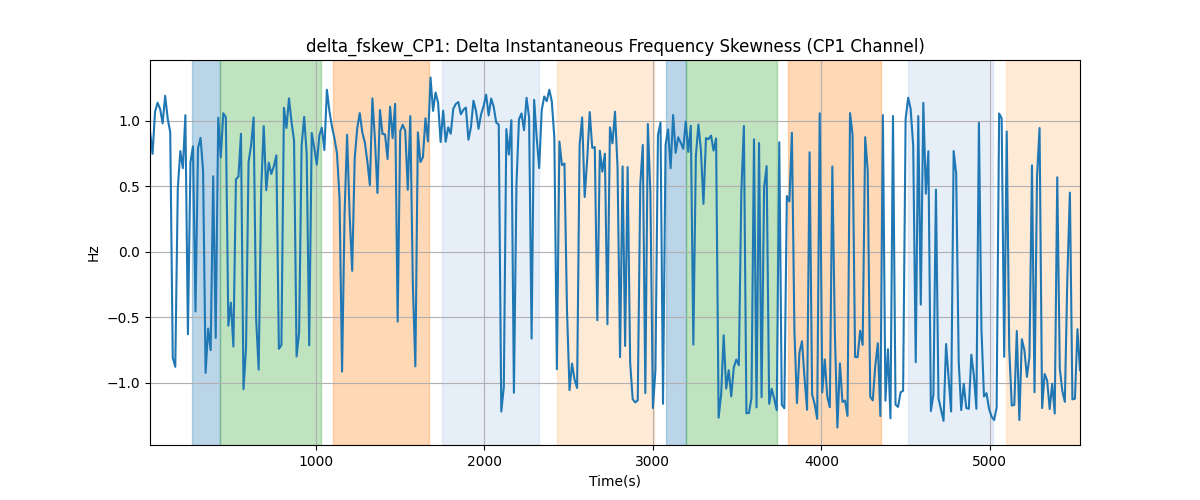 delta_fskew_CP1: Delta Instantaneous Frequency Skewness (CP1 Channel)
1.0
0.5
0.0
−0.5
−1.0
Hz
1000 2000 3000 4000 5000
Time(s)